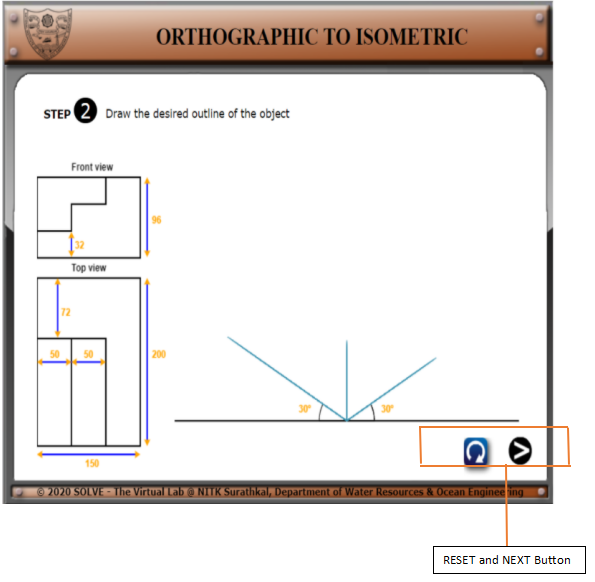 ORTHOGRAPHIC TO ISOMETRIC
STEP 2 Draw the desired outline of the object
Front view
96
32
Top view
72
50 50
200
150
30° 30°
© 2020 SOLVE - The Virtual Lab @ NITK Surathkal, Department of Water Resources & Ocean Engineering
RESET and NEXT Button